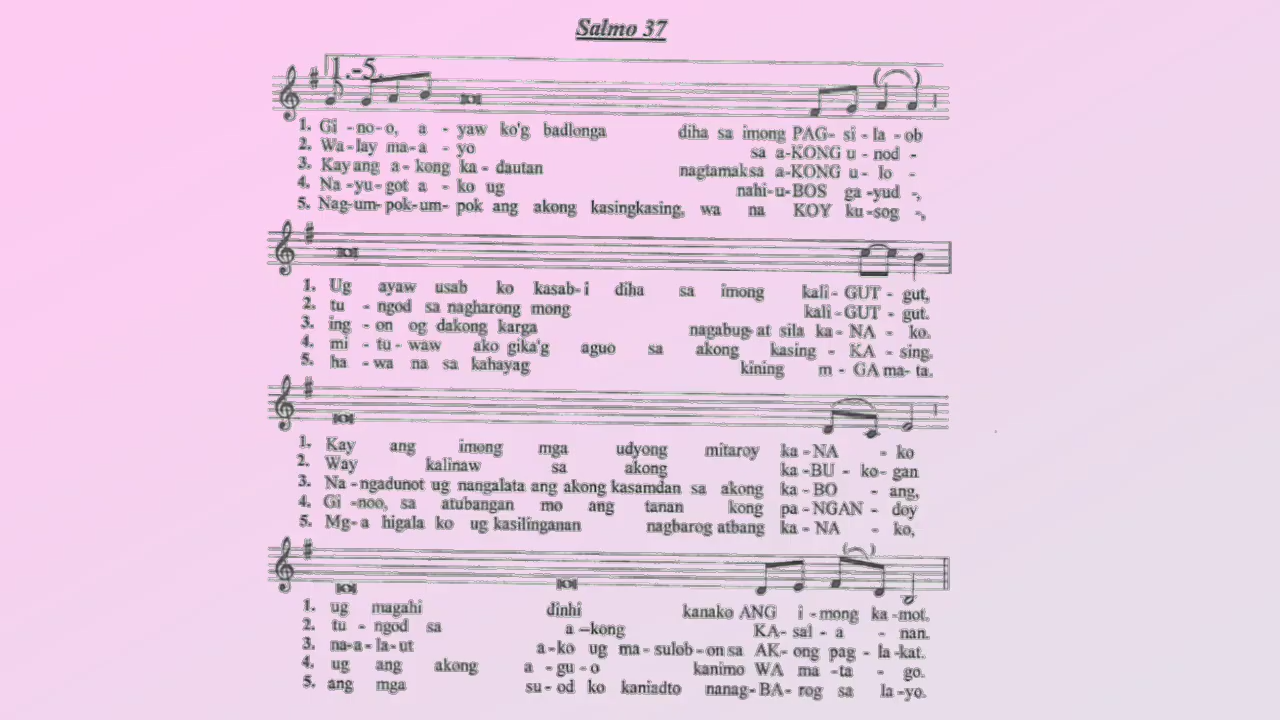 Salmo 37
1.-5.
1. Gi - no-o, a - yaw ko'g badlonga diha sa imong PAG- si - la - ob
2. Wa-lay ma-a - yo sa a-KONG u - nod -
3. Kay ang a - kong ka - dautan nagtamak sa a-KONG u - lo -
4. Na-yu-got a - ko ug nahi-u-BOS ga-yud -,
5. Nag-um-pok-um-pok ang akong kasingkasing, wa na KOY ku-sog -,
1. Ug ayaw usab ko kasab-i diha sa imong kali-GUT - gut,
2. tu - ngod sa nagharong mong kali-GUT - gut.
3. ing - on og dakong karga nagabug-at sila ka-NA - ko.
4. mi - tu - waw ako gika'g aguo sa akong kasing - KA - sing.
5. ha - wa na sa kahayag kining m - GA ma-ta.
1. Kay ang imong mga udyong mitaroy ka-NA - ko
2. Way kalinaw sa akong ka-BU - ko-gan
3. Na-ngadunot ug nangalata ang akong kasamdan sa akong ka-BO - ang,
4. Gi -noo, sa atubangan mo ang tanan kong pa-NGAN - doy
5. Mg-a higala ko ug kasilinganan nagbarog atbang ka-NA - ko,
1. ug magahi dinhi kanako ANG i - mong ka-mot.
2. tu - ngod sa a -kong KA- sal - a - nan.
3. na-a-la-ut a-ko ug ma-sulob-on sa AK-ong pag - la-kat.
4. ug ang akong a - gu - o kanimo WA ma -ta - go.
5. ang mga su-od ko kaniadto nanag-BA-rog sa la-yo.